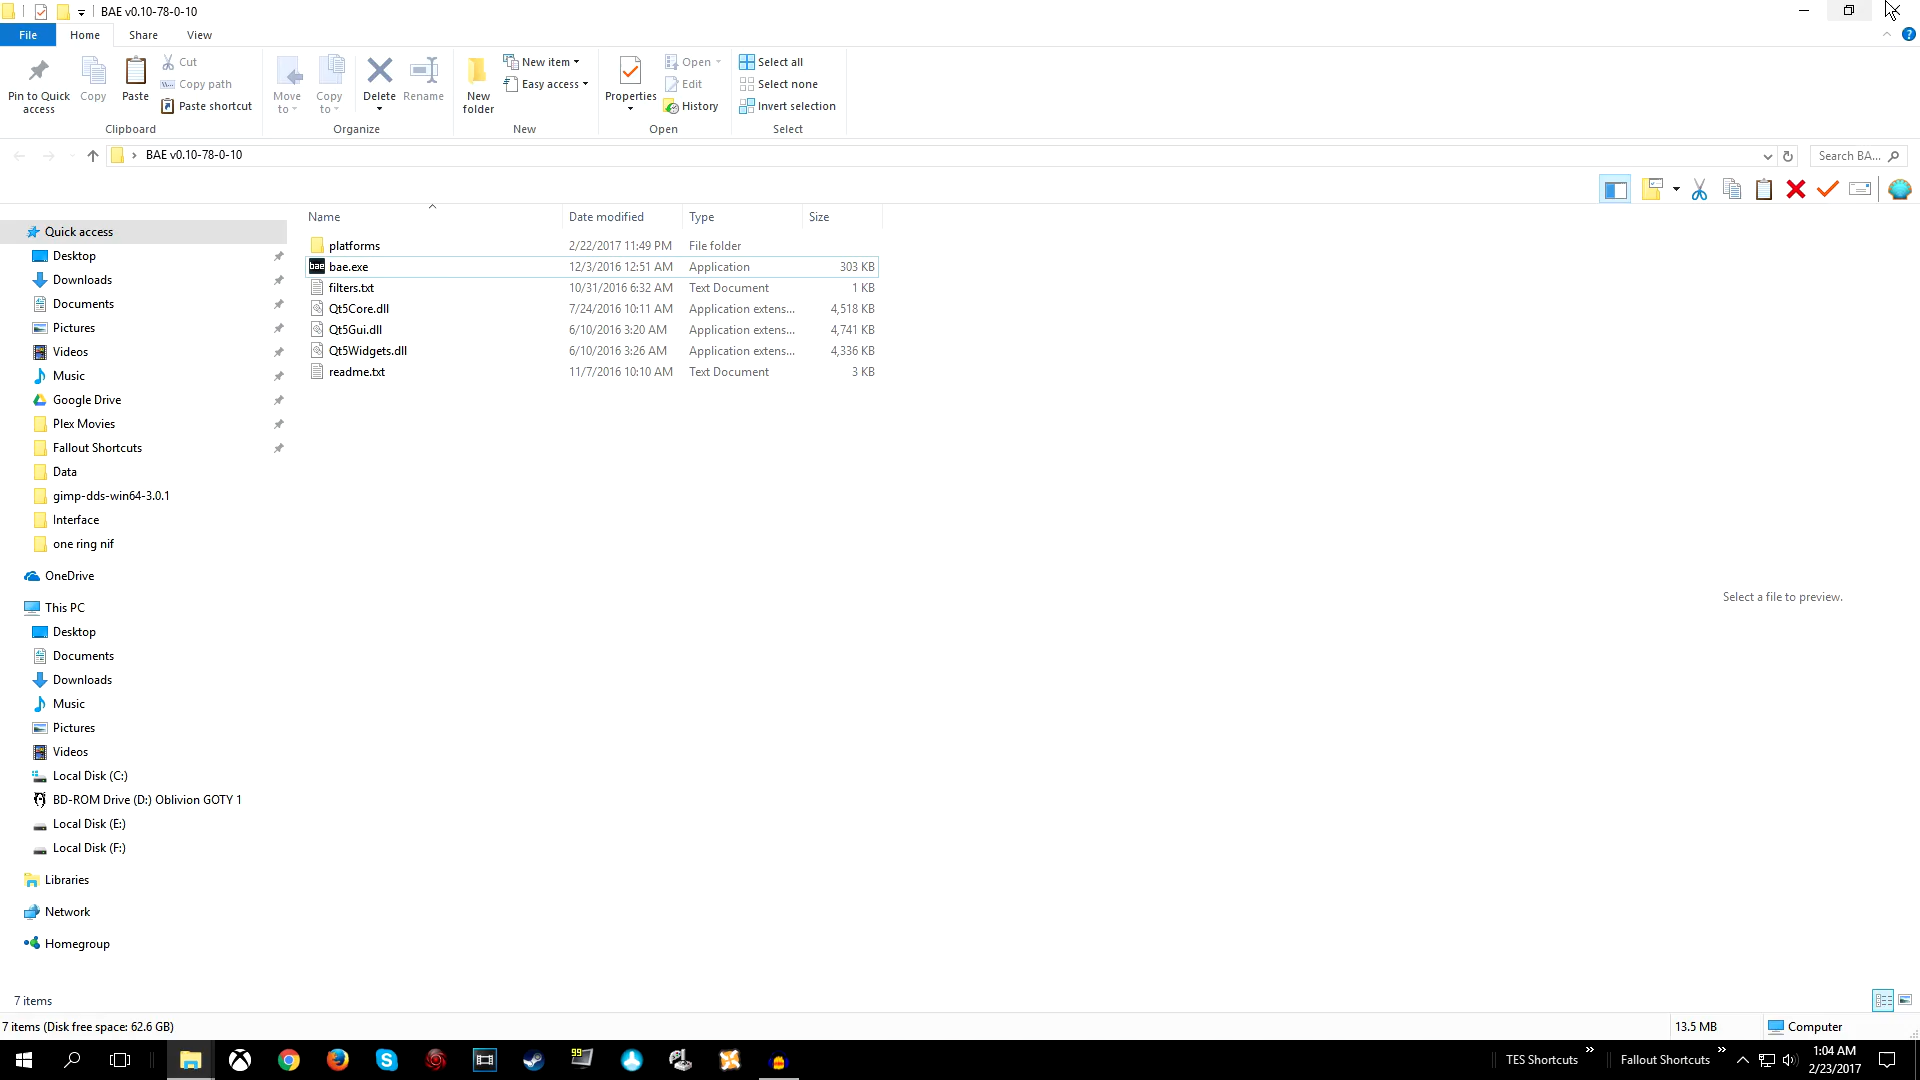 BAE v0.10-78-0-10
File Home Share View
Pin to Quick access
Copy
Paste
Cut
Copy path
Paste shortcut
Clipboard
Move to
Copy to
Delete
Rename
Organize
New folder
New item
Easy access
New
Properties
Open
Edit
History
Open
Select all
Select none
Invert selection
Select
BAE v0.10-78-0-10
Search BA...
Name Date modified Type Size
platforms 2/22/2017 11:49 PM File folder
bae.exe 12/3/2016 12:51 AM Application 303 KB
filters.txt 10/31/2016 6:32 AM Text Document 1 KB
Qt5Core.dll 7/24/2016 10:11 AM Application extens... 4,518 KB
Qt5Gui.dll 6/10/2016 3:20 AM Application extens... 4,741 KB
Qt5Widgets.dll 6/10/2016 3:26 AM Application extens... 4,336 KB
readme.txt 11/7/2016 10:10 AM Text Document 3 KB
Quick access
Desktop
Downloads
Documents
Pictures
Videos
Music
Google Drive
Plex Movies
Fallout Shortcuts
Data
gimp-dds-win64-3.0.1
Interface
one ring nif
OneDrive
This PC
Desktop
Documents
Downloads
Music
Pictures
Videos
Local Disk (C:)
BD-ROM Drive (D:) Oblivion GOTY 1
Local Disk (E:)
Local Disk (F:)
Libraries
Network
Homegroup
Select a file to preview.
7 items
7 items (Disk free space: 62.6 GB) 13.5 MB Computer
99
TES Shortcuts
Fallout Shortcuts
1:04 AM
2/23/2017